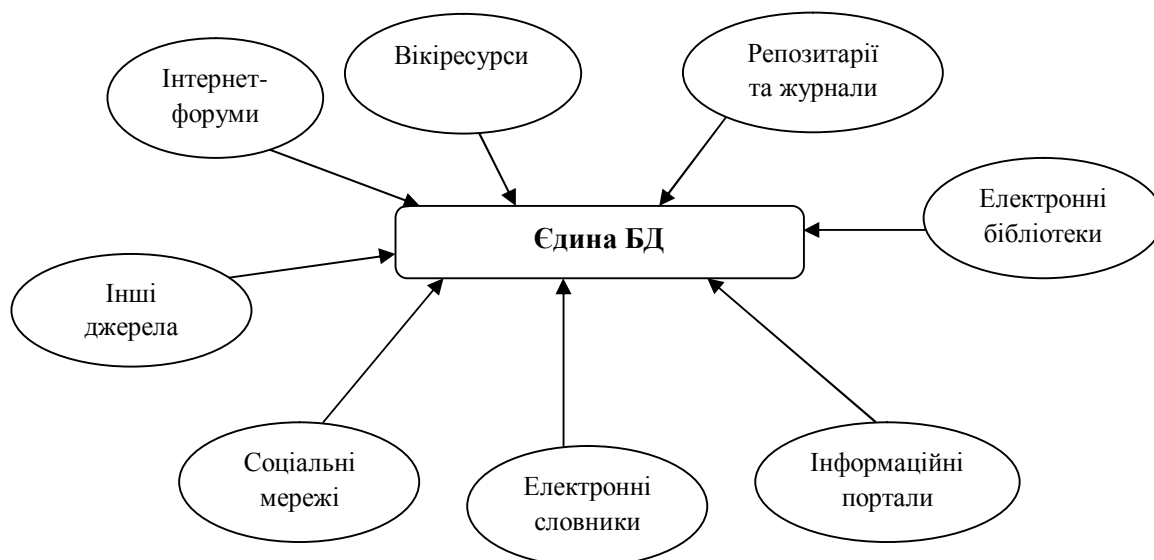 Інтернет-
форуми
Вікіресурси
Репозитарії
та журнали
Електронні
бібліотеки
Єдина БД
Інші
джерела
Соціальні
мережі
Електронні
словники
Інформаційні
портали